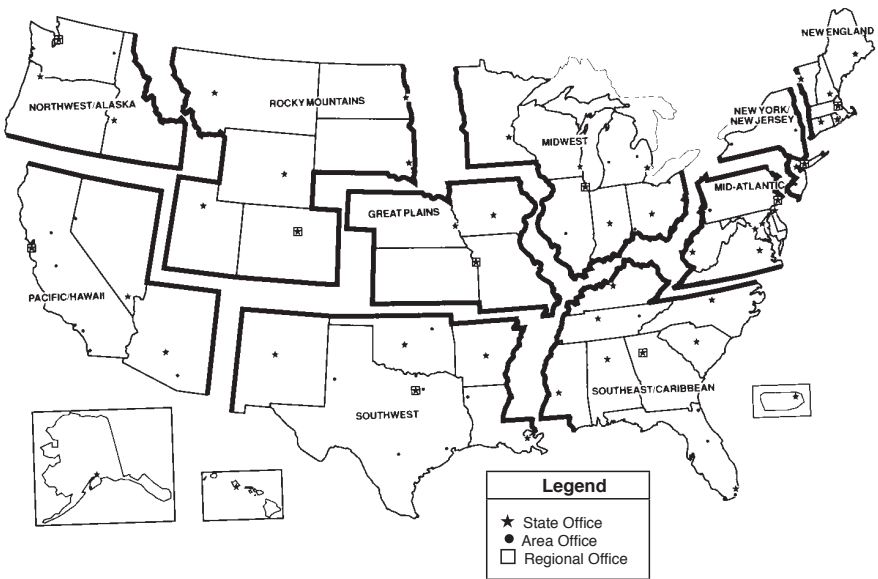 NEW ENGLAND
NORTHWEST/ALASKA
ROCKY MOUNTAINS
NEW YORK/
NEW JERSEY
MIDWEST
MID-ATLANTIC
GREAT PLAINS
PACIFIC/HAWAII
SOUTHWEST
SOUTHEAST/CARIBBEAN
Legend
State Office
Area Office
Regional Office